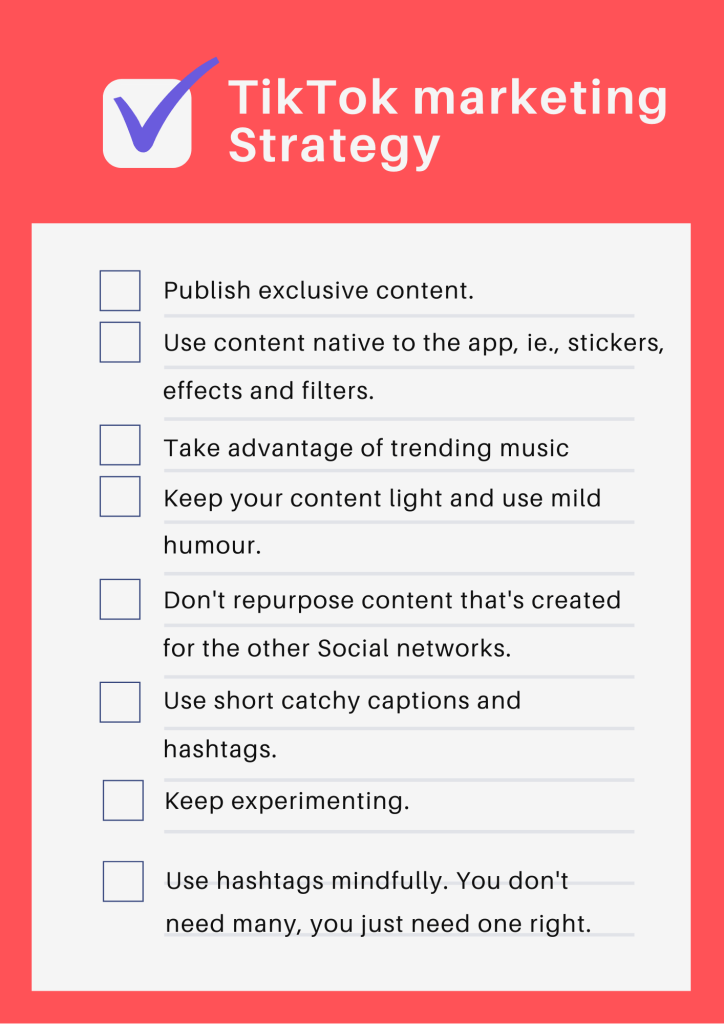 TikTok marketing
Strategy
Publish exclusive content.
Use content native to the app, ie., stickers,
effects and filters.
Take advantage of trending music
Keep your content light and use mild
humour.
Don't repurpose content that's created
for the other Social networks.
Use short catchy captions and
hashtags.
Keep experimenting.
Use hashtags mindfully. You don't
need many, you just need one right.